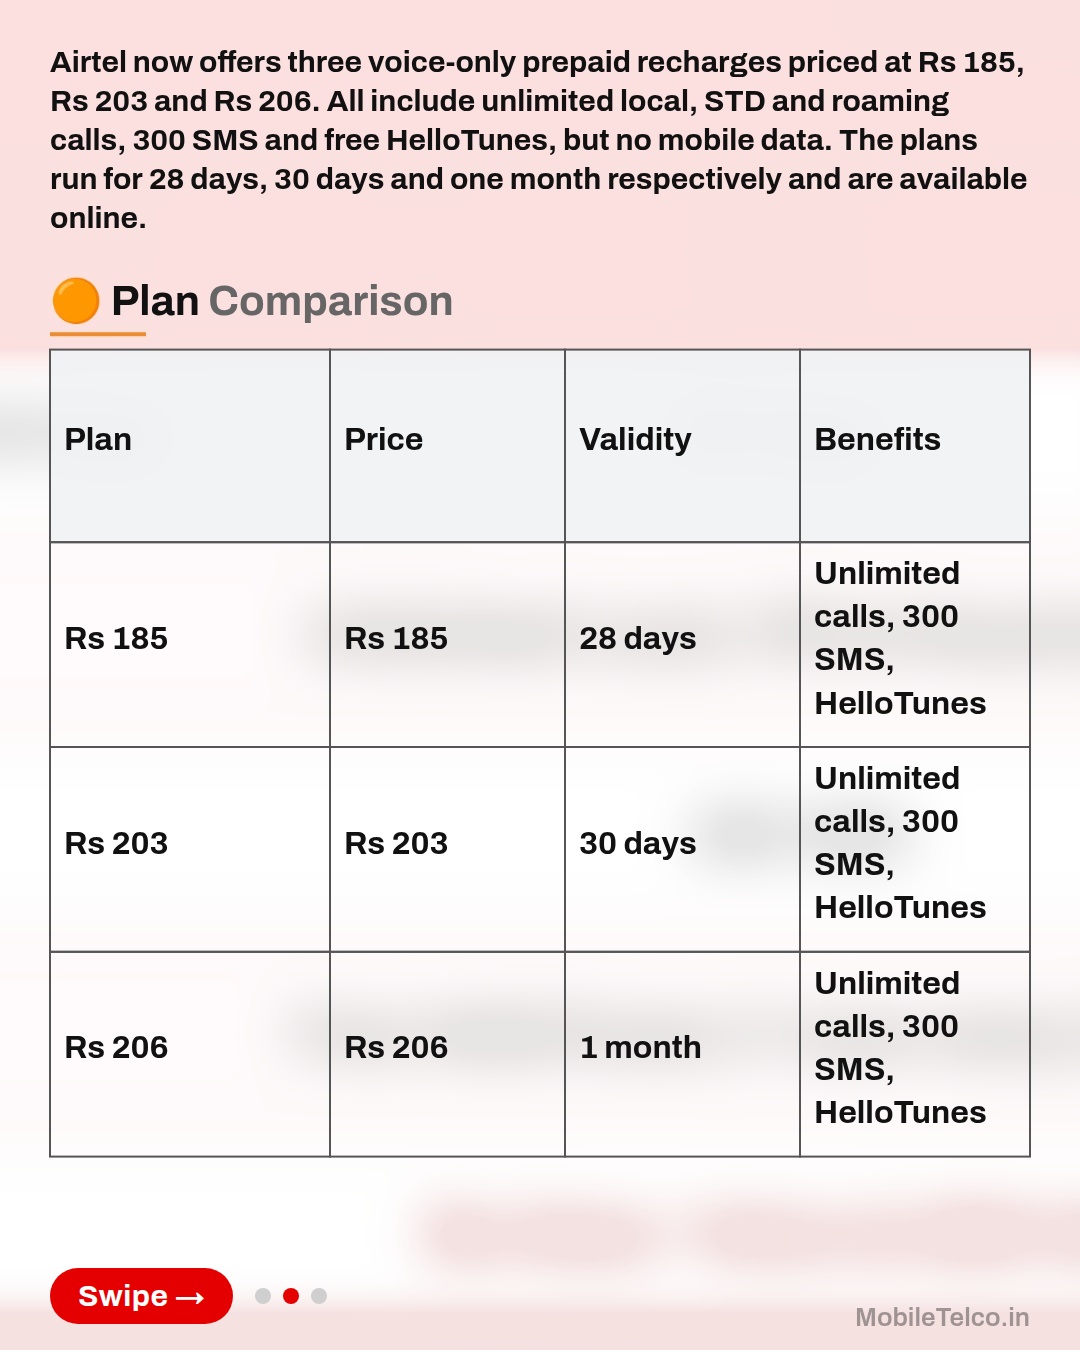 Airtel now offers three voice-only prepaid recharges priced at Rs 185,
Rs 203 and Rs 206. All include unlimited local, STD and roaming
calls, 300 SMS and free HelloTunes, but no mobile data. The plans
run for 28 days, 30 days and one month respectively and are available
online.
Plan Comparison
Plan Price Validity Benefits
Rs 185 Rs 185 28 days Unlimited
calls, 300
SMS,
HelloTunes
Rs 203 Rs 203 30 days Unlimited
calls, 300
SMS,
HelloTunes
Rs 206 Rs 206 1 month Unlimited
calls, 300
SMS,
HelloTunes
Swipe →
MobileTelco.in